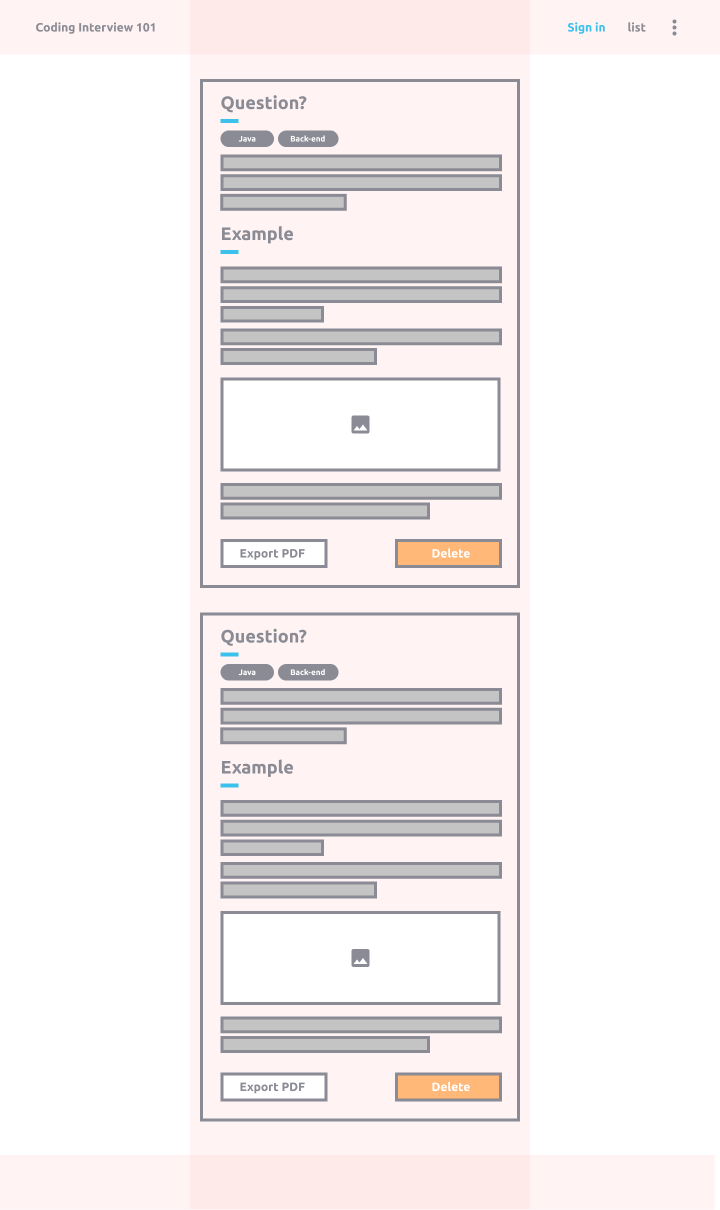 Coding Interview 101 Sign in list
Question?
Java Back-end
Example
Export PDF Delete
Question?
Java Back-end
Example
Export PDF Delete